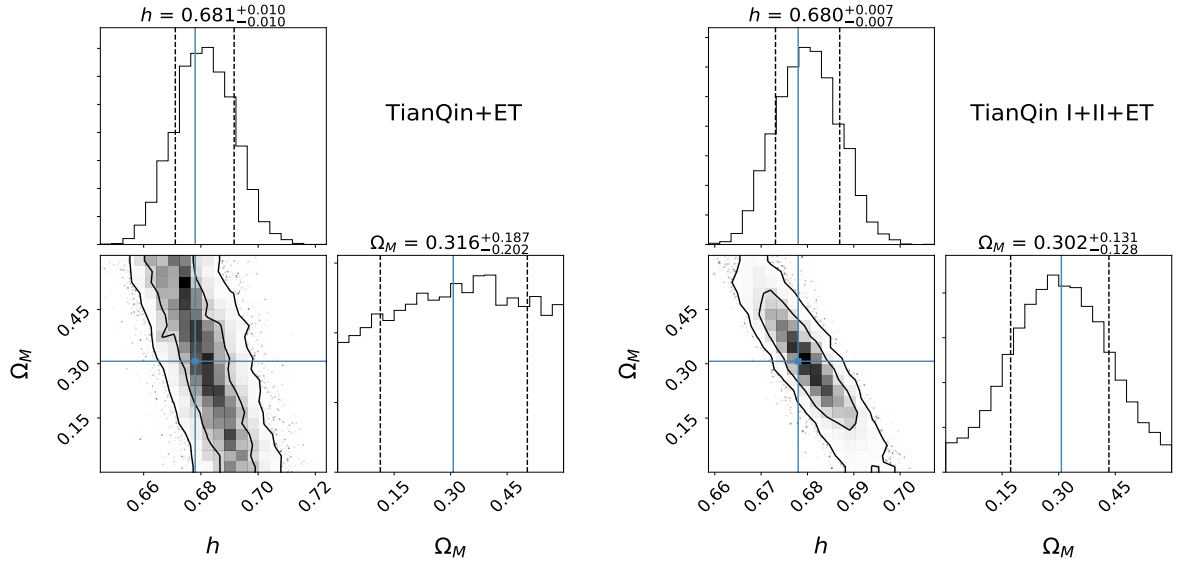 h = 0.681+0.010 −0.010
TianQin+ET
Ω_M = 0.316+0.187 −0.202
0.45
0.30
0.15
Ω_M
0.66 0.68 0.70 0.72
h
0.15 0.30 0.45
Ω_M
h = 0.680+0.007 −0.007
TianQin I+II+ET
Ω_M = 0.302+0.131 −0.128
0.45
0.30
0.15
Ω_M
0.66 0.67 0.68 0.69 0.70
h
0.15 0.30 0.45
Ω_M